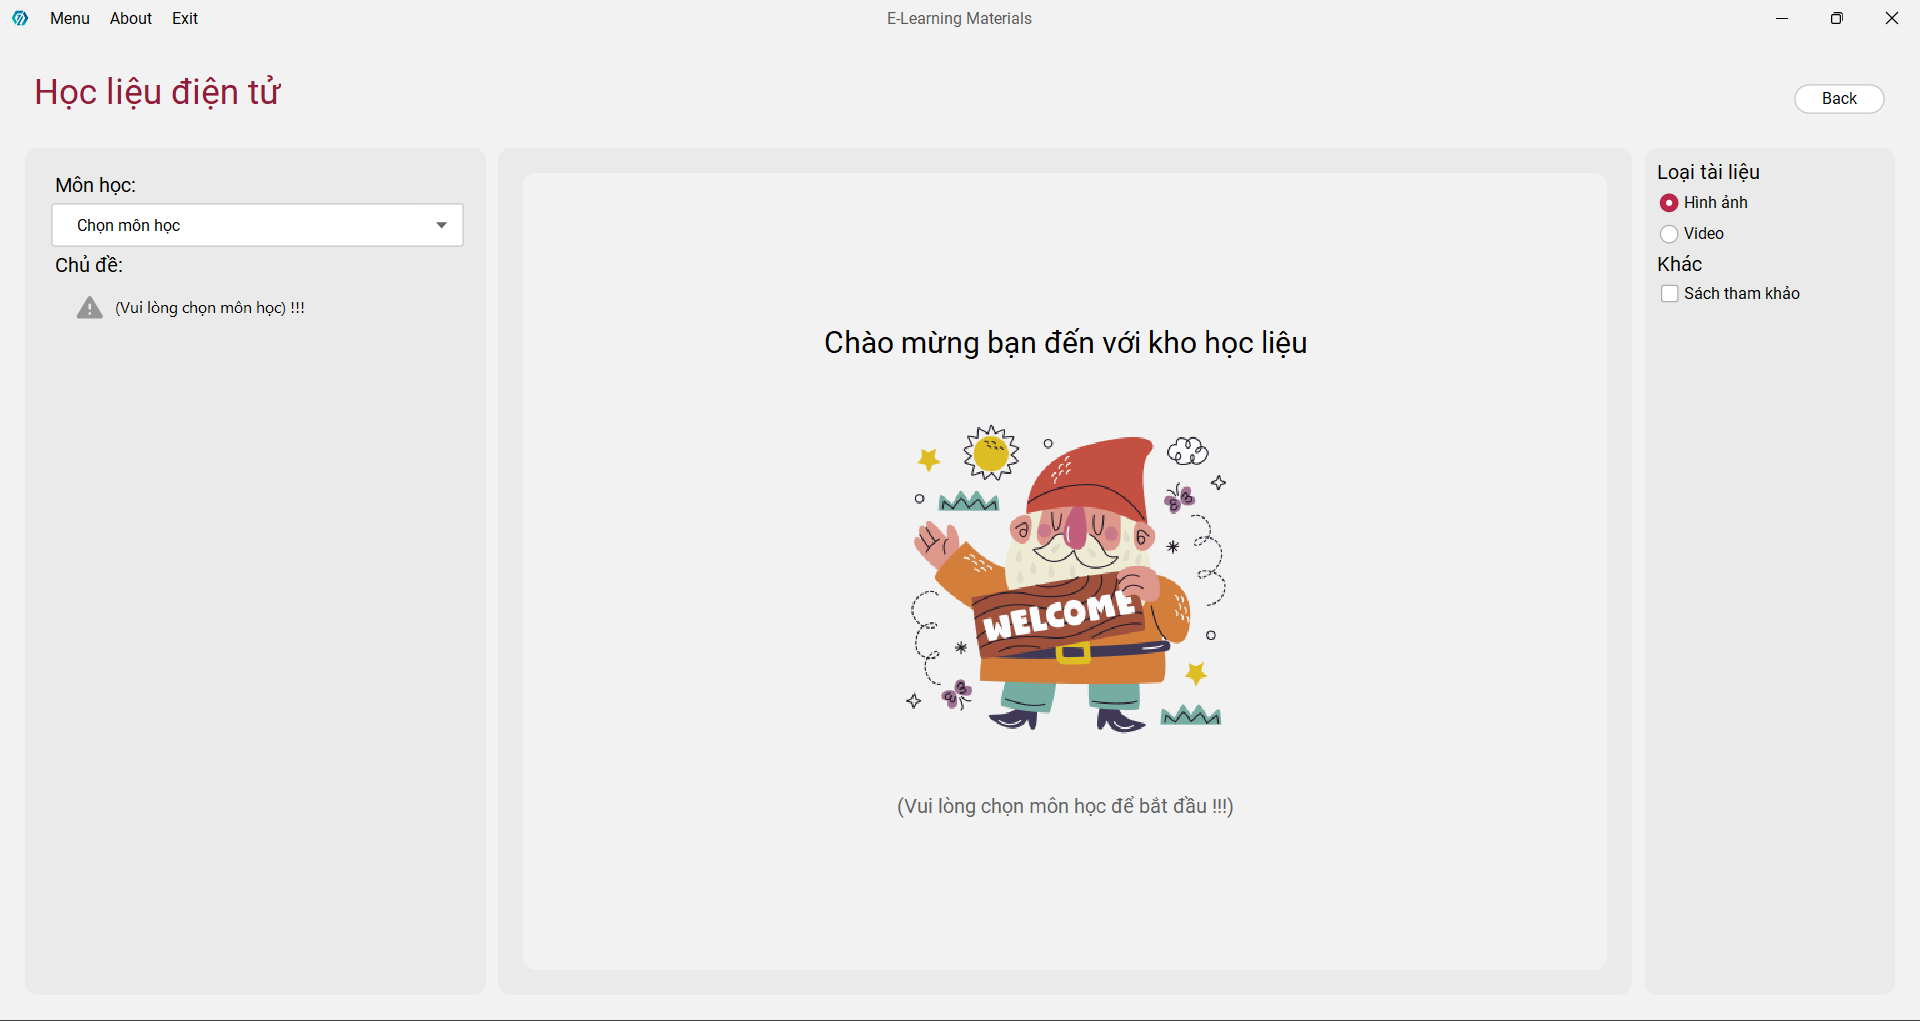 Menu About Exit
E-Learning Materials
Học liệu điện tử
Back
Môn học:
Chọn môn học
Chủ đề:
(Vui lòng chọn môn học) !!!
Chào mừng bạn đến với kho học liệu
WELCOME
(Vui lòng chọn môn học để bắt đầu !!!)
Loại tài liệu
Hình ảnh
Video
Khác
Sách tham khảo